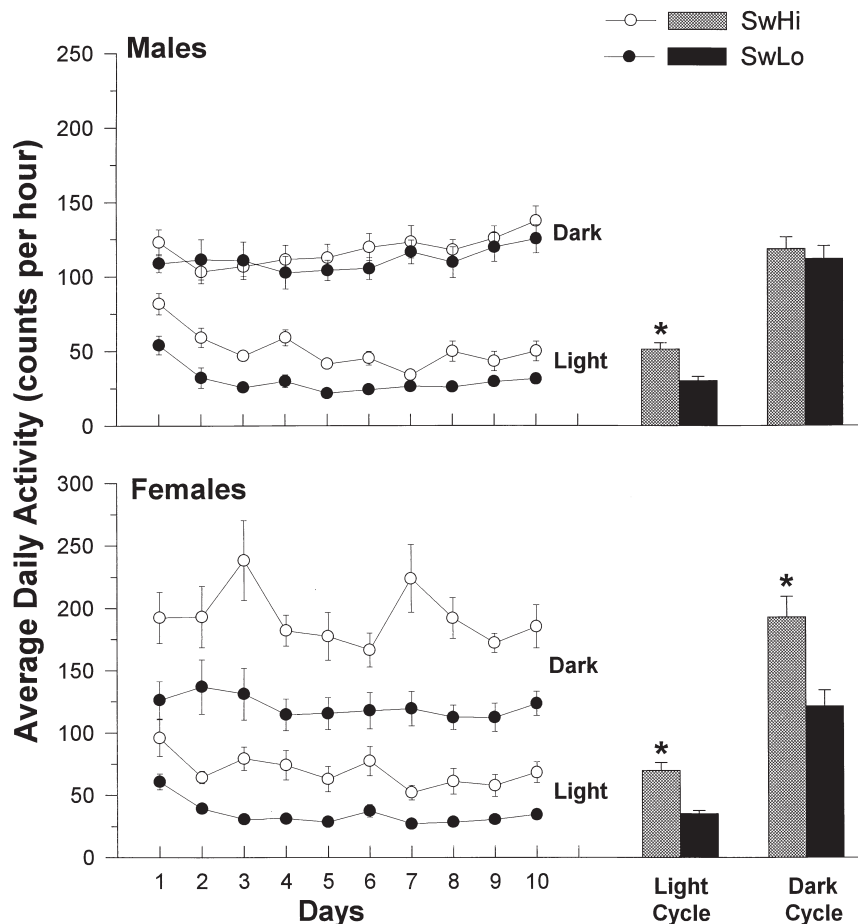 SwHi
SwLo
Males
250
200
150
100
50
0
Dark
Light
*
Average Daily Activity (counts per hour)
Females
300
250
200
150
100
50
0
Dark
Light
*
*
1 2 3 4 5 6 7 8 9 10
Days
Light
Cycle
Dark
Cycle